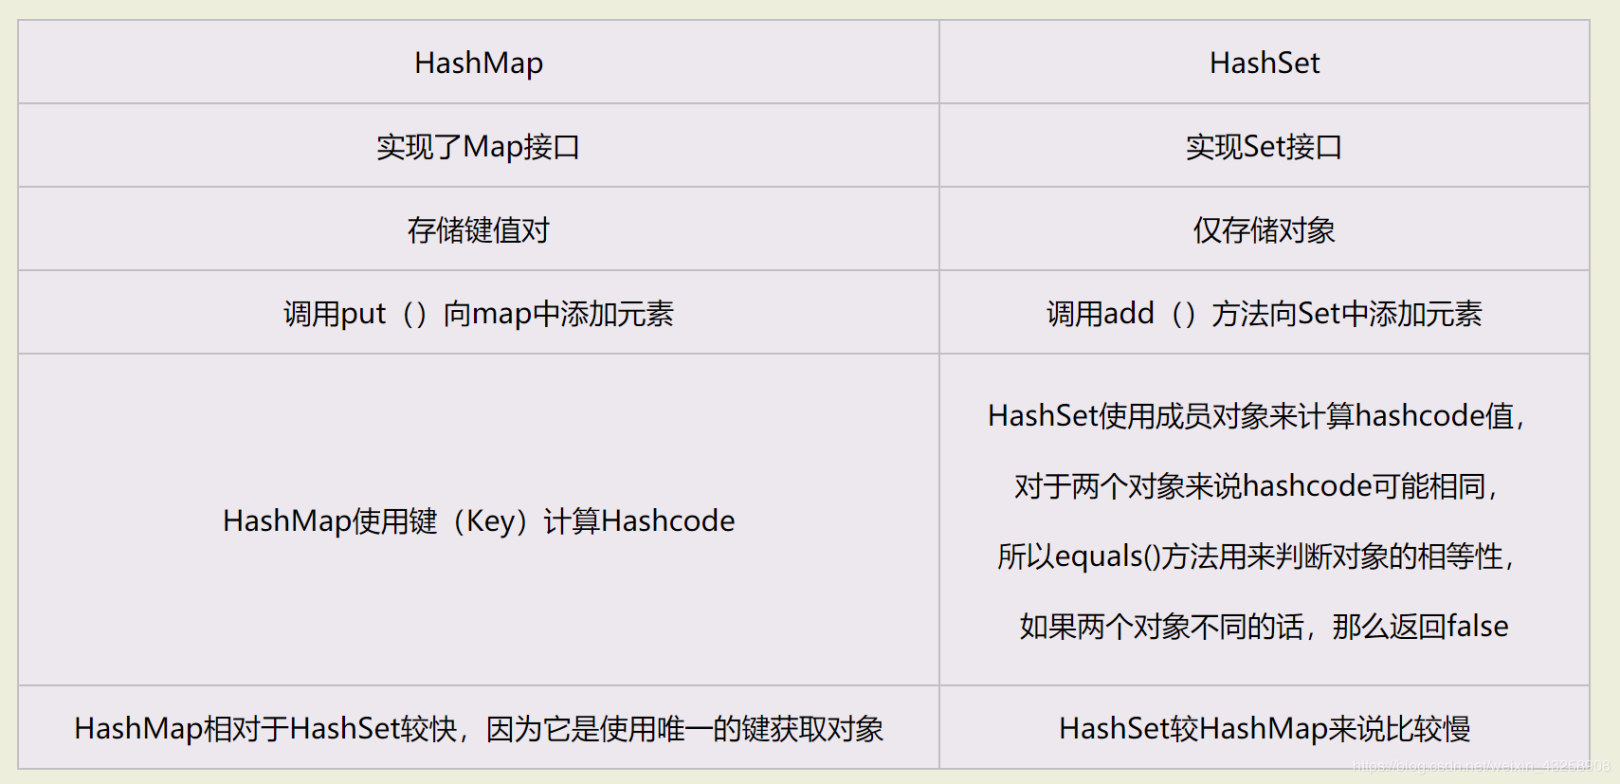 HashMap
HashSet
实现了Map接口
实现Set接口
存储键值对
仅存储对象
调用put（）向map中添加元素
调用add（）方法向Set中添加元素
HashMap使用键（Key）计算Hashcode
HashSet使用成员对象来计算hashcode值，
对于两个对象来说hashcode可能相同，
所以equals()方法用来判断对象的相等性，
如果两个对象不同的话，那么返回false
HashMap相对于HashSet较快，因为它是使用唯一的键获取对象
HashSet较HashMap来说比较慢